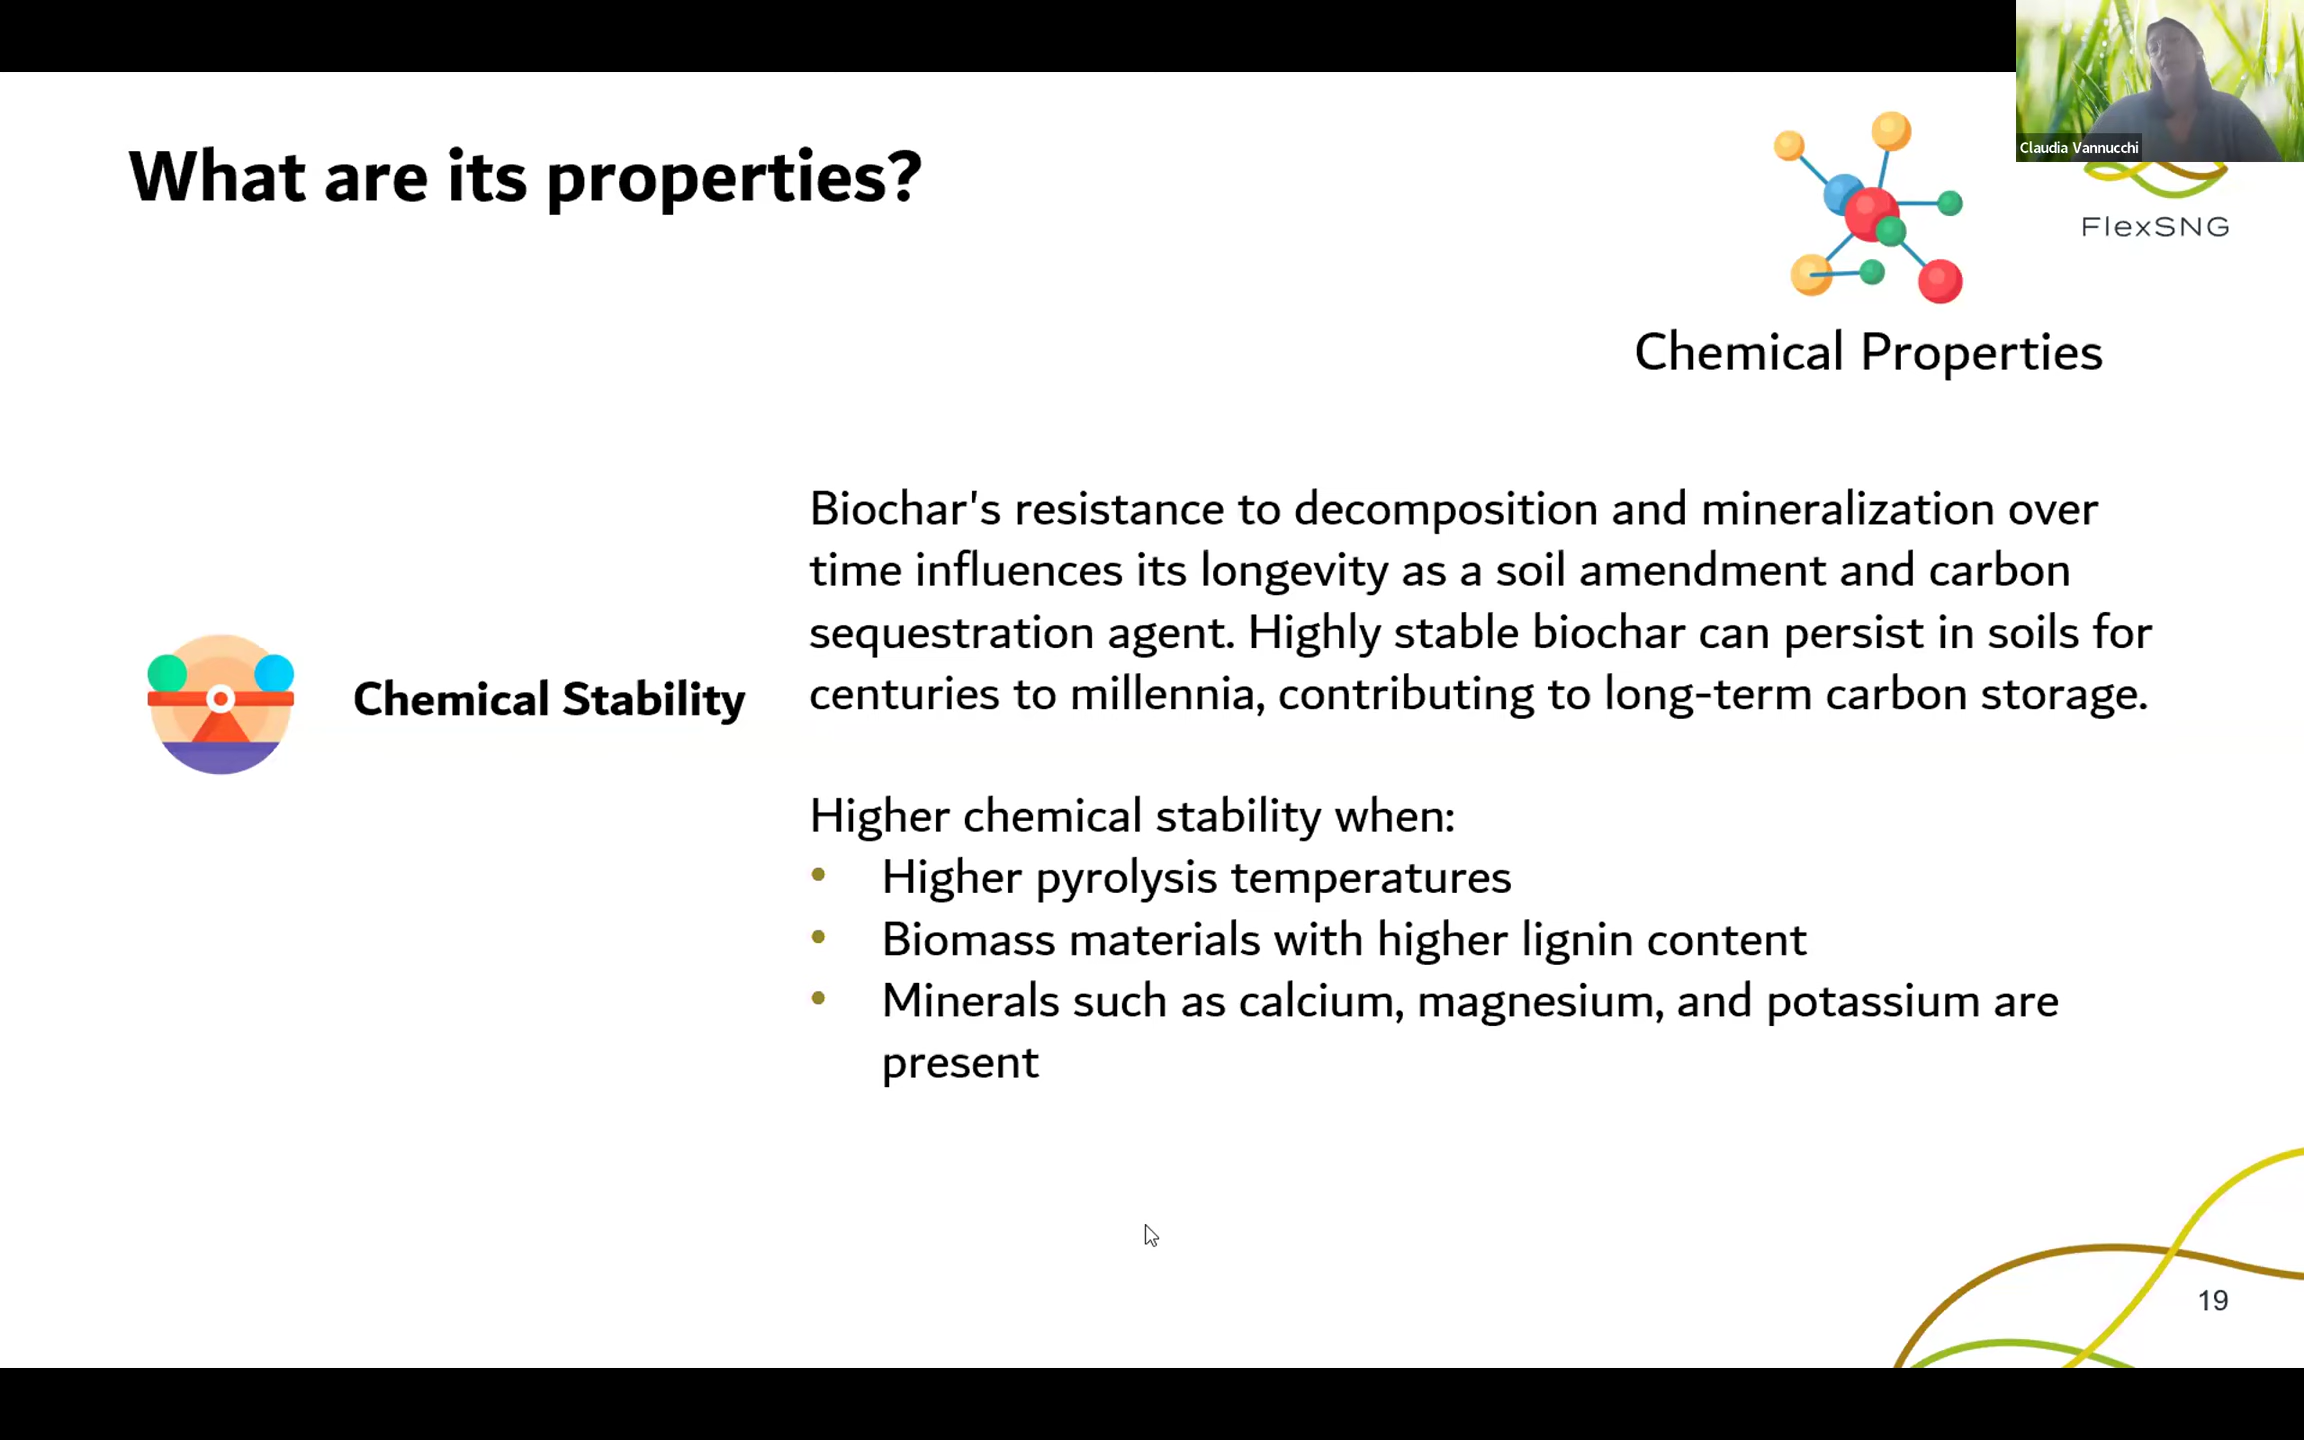 Claudia Vannucchi
What are its properties?
FlexSNG
Chemical Properties
Biochar's resistance to decomposition and mineralization over
time influences its longevity as a soil amendment and carbon
sequestration agent. Highly stable biochar can persist in soils for
centuries to millennia, contributing to long-term carbon storage.
Chemical Stability
Higher chemical stability when:
• Higher pyrolysis temperatures
• Biomass materials with higher lignin content
• Minerals such as calcium, magnesium, and potassium are
present
19